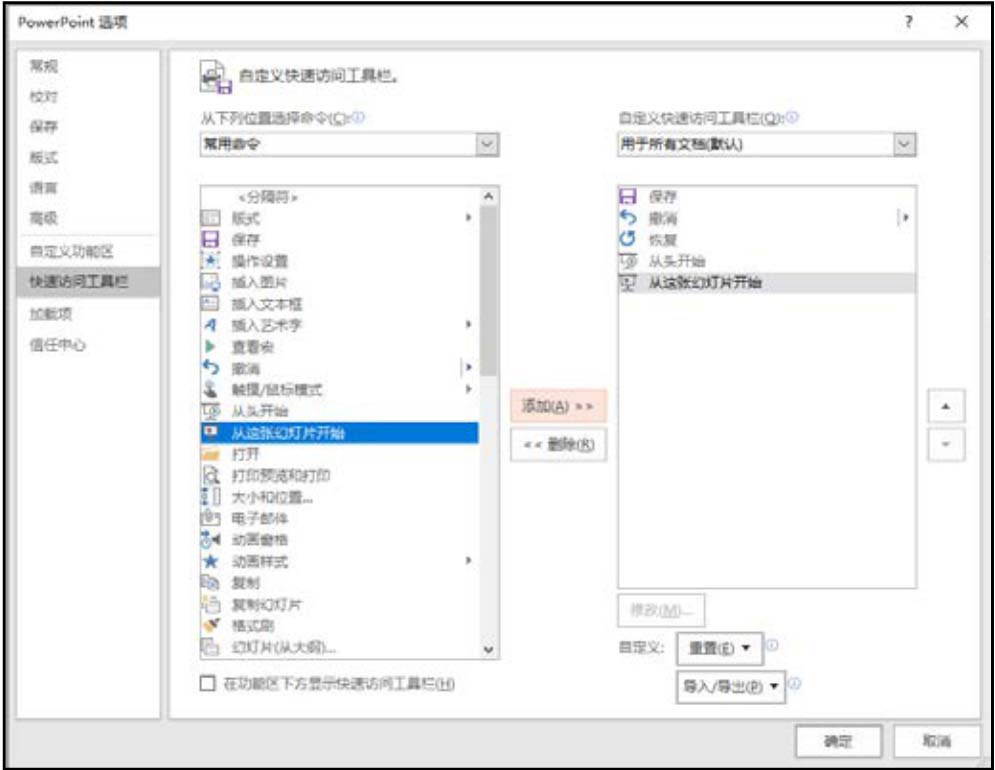 PowerPoint 选项
?
×
常规
校对
保存
版式
语言
高级
自定义功能区
快速访问工具栏
加载项
信任中心
自定义快速访问工具栏。
从下列位置选择命令(C):
常用命令
<分隔符>
版式
保存
操作设置
插入图片
插入文本框
插入艺术字
查看宏
撤消
触摸/鼠标模式
从头开始
从这张幻灯片开始
打开
打印预览和打印
大小和位置...
电子邮件
动画窗格
动画样式
复制
复制幻灯片
格式刷
幻灯片(从大纲)...
在功能区下方显示快速访问工具栏(H)
添加(A) >>
<< 删除(R)
自定义快速访问工具栏(Q):
用于所有文档(默认)
保存
撤消
恢复
从头开始
从这张幻灯片开始
修改(M)...
自定义:
重置(E)
导入/导出(P)
确定
取消